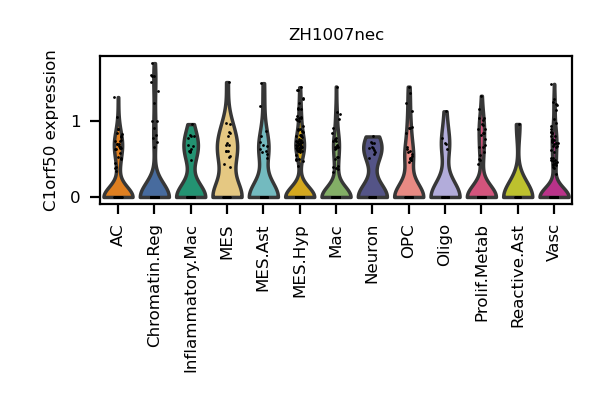 ZH1007nec
C1orf50 expression
1
0
AC
Chromatin.Reg
Inflammatory.Mac
MES
MES.Ast
MES.Hyp
Mac
Neuron
OPC
Oligo
Prolif.Metab
Reactive.Ast
Vasc